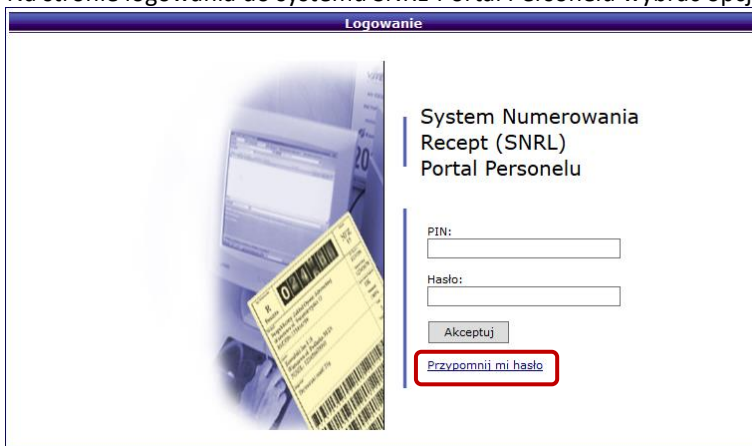 Logowanie
System Numerowania
Recept (SNRL)
Portal Personelu
PIN:
Hasło:
Akceptuj
Przypomnij mi hasło